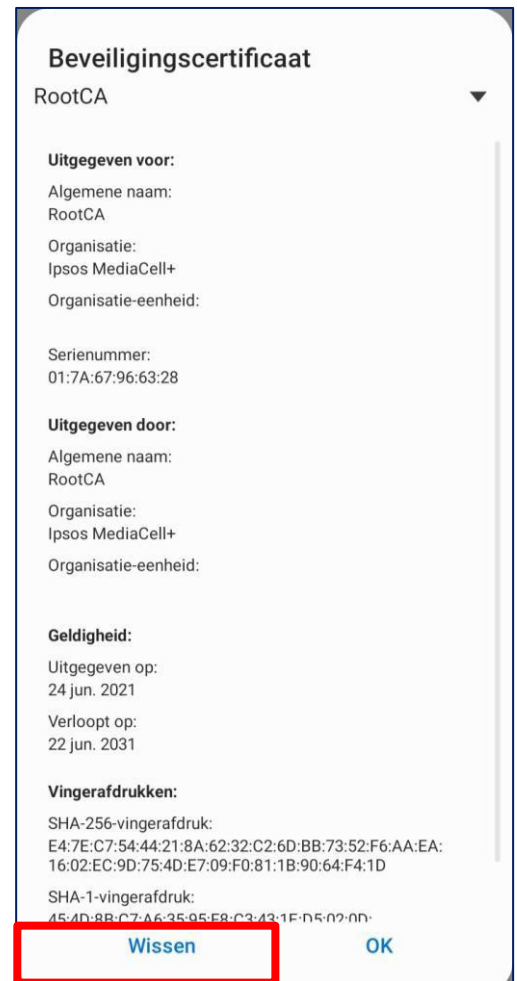 Beveiligingscertificaat
RootCA
Uitgegeven voor:
Algemene naam:
RootCA
Organisatie:
Ipsos MediaCell+
Organisatie-eenheid:
Serienummer:
01:7A:67:96:63:28
Uitgegeven door:
Algemene naam:
RootCA
Organisatie:
Ipsos MediaCell+
Organisatie-eenheid:
Geldigheid:
Uitgegeven op:
24 jun. 2021
Verloopt op:
22 jun. 2031
Vingerafdrukken:
SHA-256-vingerafdruk:
E4:7E:C7:54:44:21:8A:62:32:C2:6D:BB:73:52:F6:AA:EA:
16:02:EC:9D:75:4D:E7:09:F0:81:1B:90:64:F4:1D
SHA-1-vingerafdruk:
Wissen OK